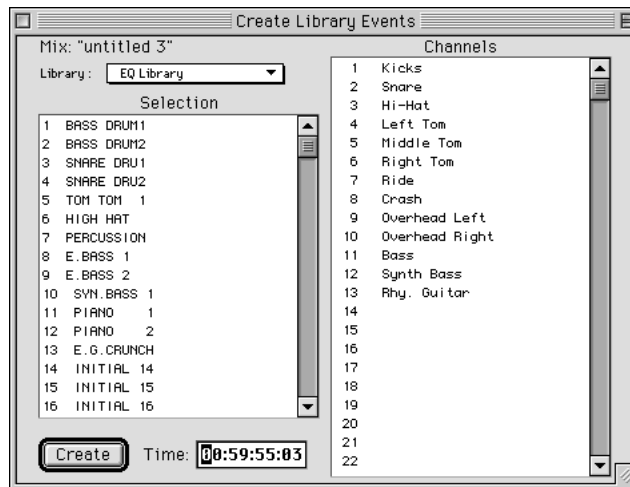 Create Library Events
Mix: "untitled 3"
Library: EQ Library
Selection
1 BASS DRUM1
2 BASS DRUM2
3 SNARE DRU1
4 SNARE DRU2
5 TOM TOM 1
6 HIGH HAT
7 PERCUSSION
8 E.BASS 1
9 E.BASS 2
10 SYN.BASS 1
11 PIANO 1
12 PIANO 2
13 E.G.CRUNCH
14 INITIAL 14
15 INITIAL 15
16 INITIAL 16
Create Time: 00:59:55:03
Channels
1 Kicks
2 Snare
3 Hi-Hat
4 Left Tom
5 Middle Tom
6 Right Tom
7 Ride
8 Crash
9 Overhead Left
10 Overhead Right
11 Bass
12 Synth Bass
13 Rhy. Guitar
14
15
16
17
18
19
20
21
22